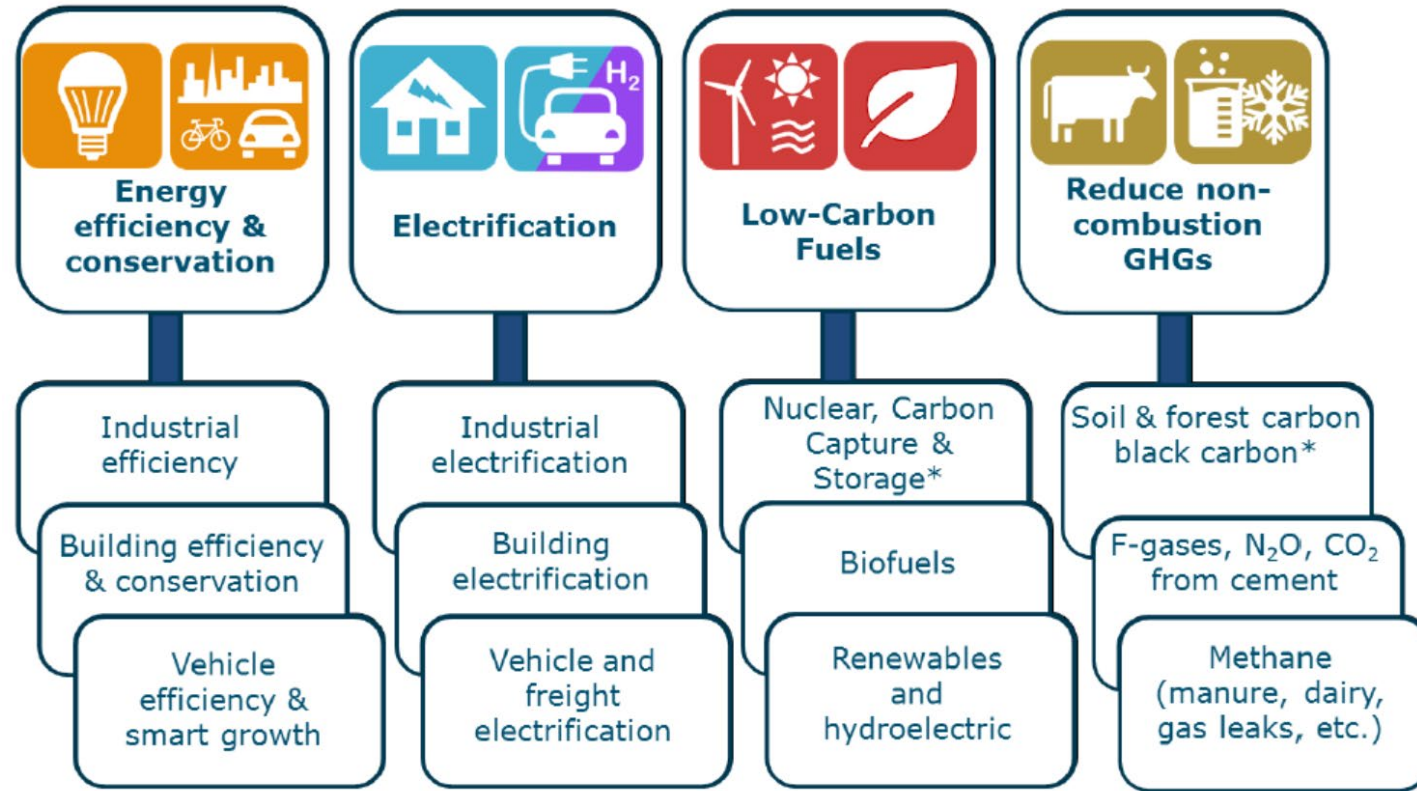 H₂
Energy
efficiency &
conservation
Electrification
Low-Carbon
Fuels
Reduce non-
combustion
GHGs
Industrial
efficiency
Building efficiency
& conservation
Vehicle
efficiency &
smart growth
Industrial
electrification
Building
electrification
Vehicle and
freight
electrification
Nuclear, Carbon
Capture &
Storage*
Biofuels
Renewables
and
hydroelectric
Soil & forest carbon
black carbon*
F-gases, N₂O, CO₂
from cement
Methane
(manure, dairy,
gas leaks, etc.)